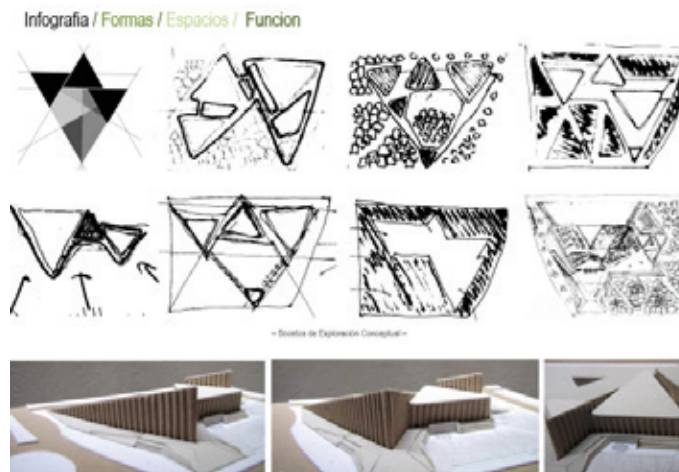 Infografia / Formas / Espacios / Funcion
– Bocetos de Exploración Conceptual –